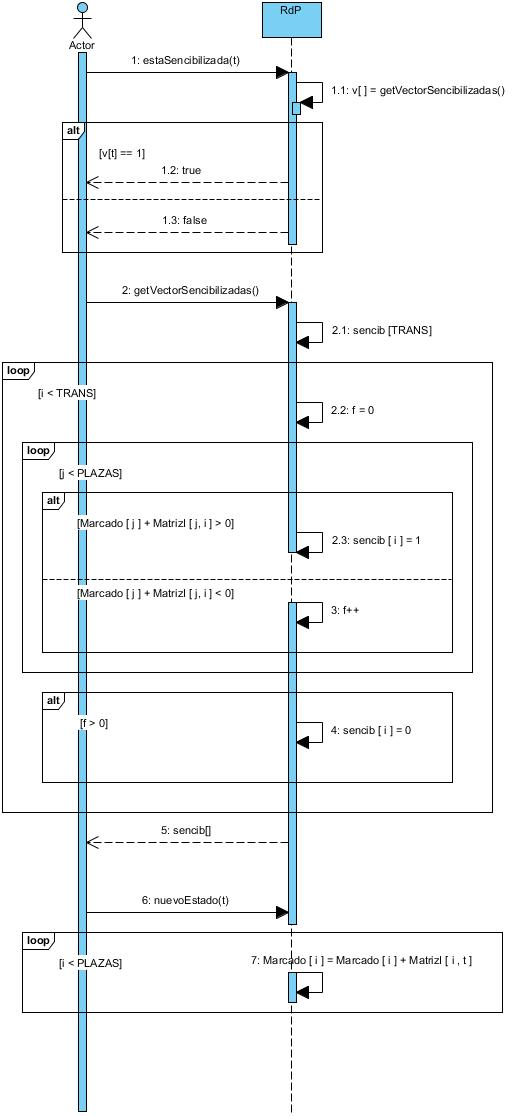 RdP
Actor
1: estaSencibilizada(t)
1.1: v[ ] = getVectorSencibilizadas()
alt
[v[t] == 1]
1.2: true
1.3: false
2: getVectorSencibilizadas()
2.1: sencib [TRANS]
loop
[i < TRANS]
2.2: f = 0
loop
[j < PLAZAS]
alt
[Marcado [ j ] + MatrizI [ j, i ] > 0]
2.3: sencib [ i ] = 1
[Marcado [ j ] + MatrizI [ j, i ] < 0]
3: f++
alt
[f > 0]
4: sencib [ i ] = 0
5: sencib[]
6: nuevoEstado(t)
loop
7: Marcado [ i ] = Marcado [ i ] + MatrizI [ i , t ]
[i < PLAZAS]